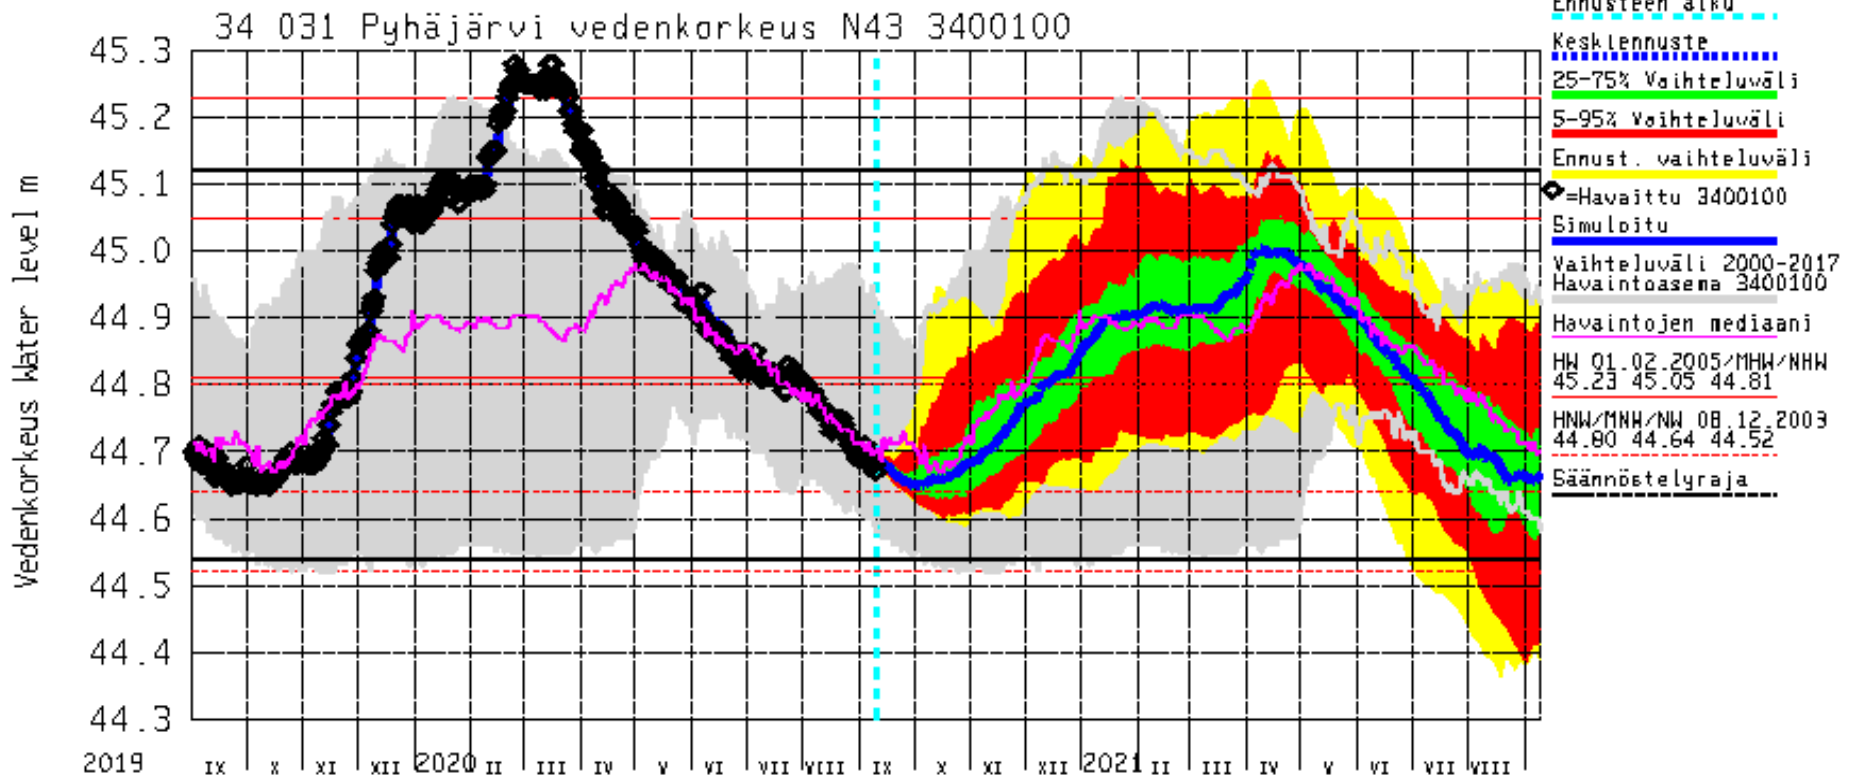 34 031 Pyhäjärvi vedenkorkeus N43 3400100
Vedenkorkeus Water level m
45.3
45.2
45.1
45.0
44.9
44.8
44.7
44.6
44.5
44.4
44.3
2019 IX X XI XII 2020 II III IV V VI VII VIII IX X XI XII 2021 II III IV V VI VII VIII
Ennusteen alku
Keskiennuste
25-75% Vaihteluväli
5-95% Vaihteluväli
Ennust. vaihteluväli
=Havaittu 3400100
Simuloitu
Vaihteluväli 2000-2017
Havaintoasema 3400100
Havaintojen mediaani
HW 01.02.2005/MHW/NHW
45.23 45.05 44.81
HNW/MNW/NW 08.12.2003
44.80 44.64 44.52
Säännöstelyraja